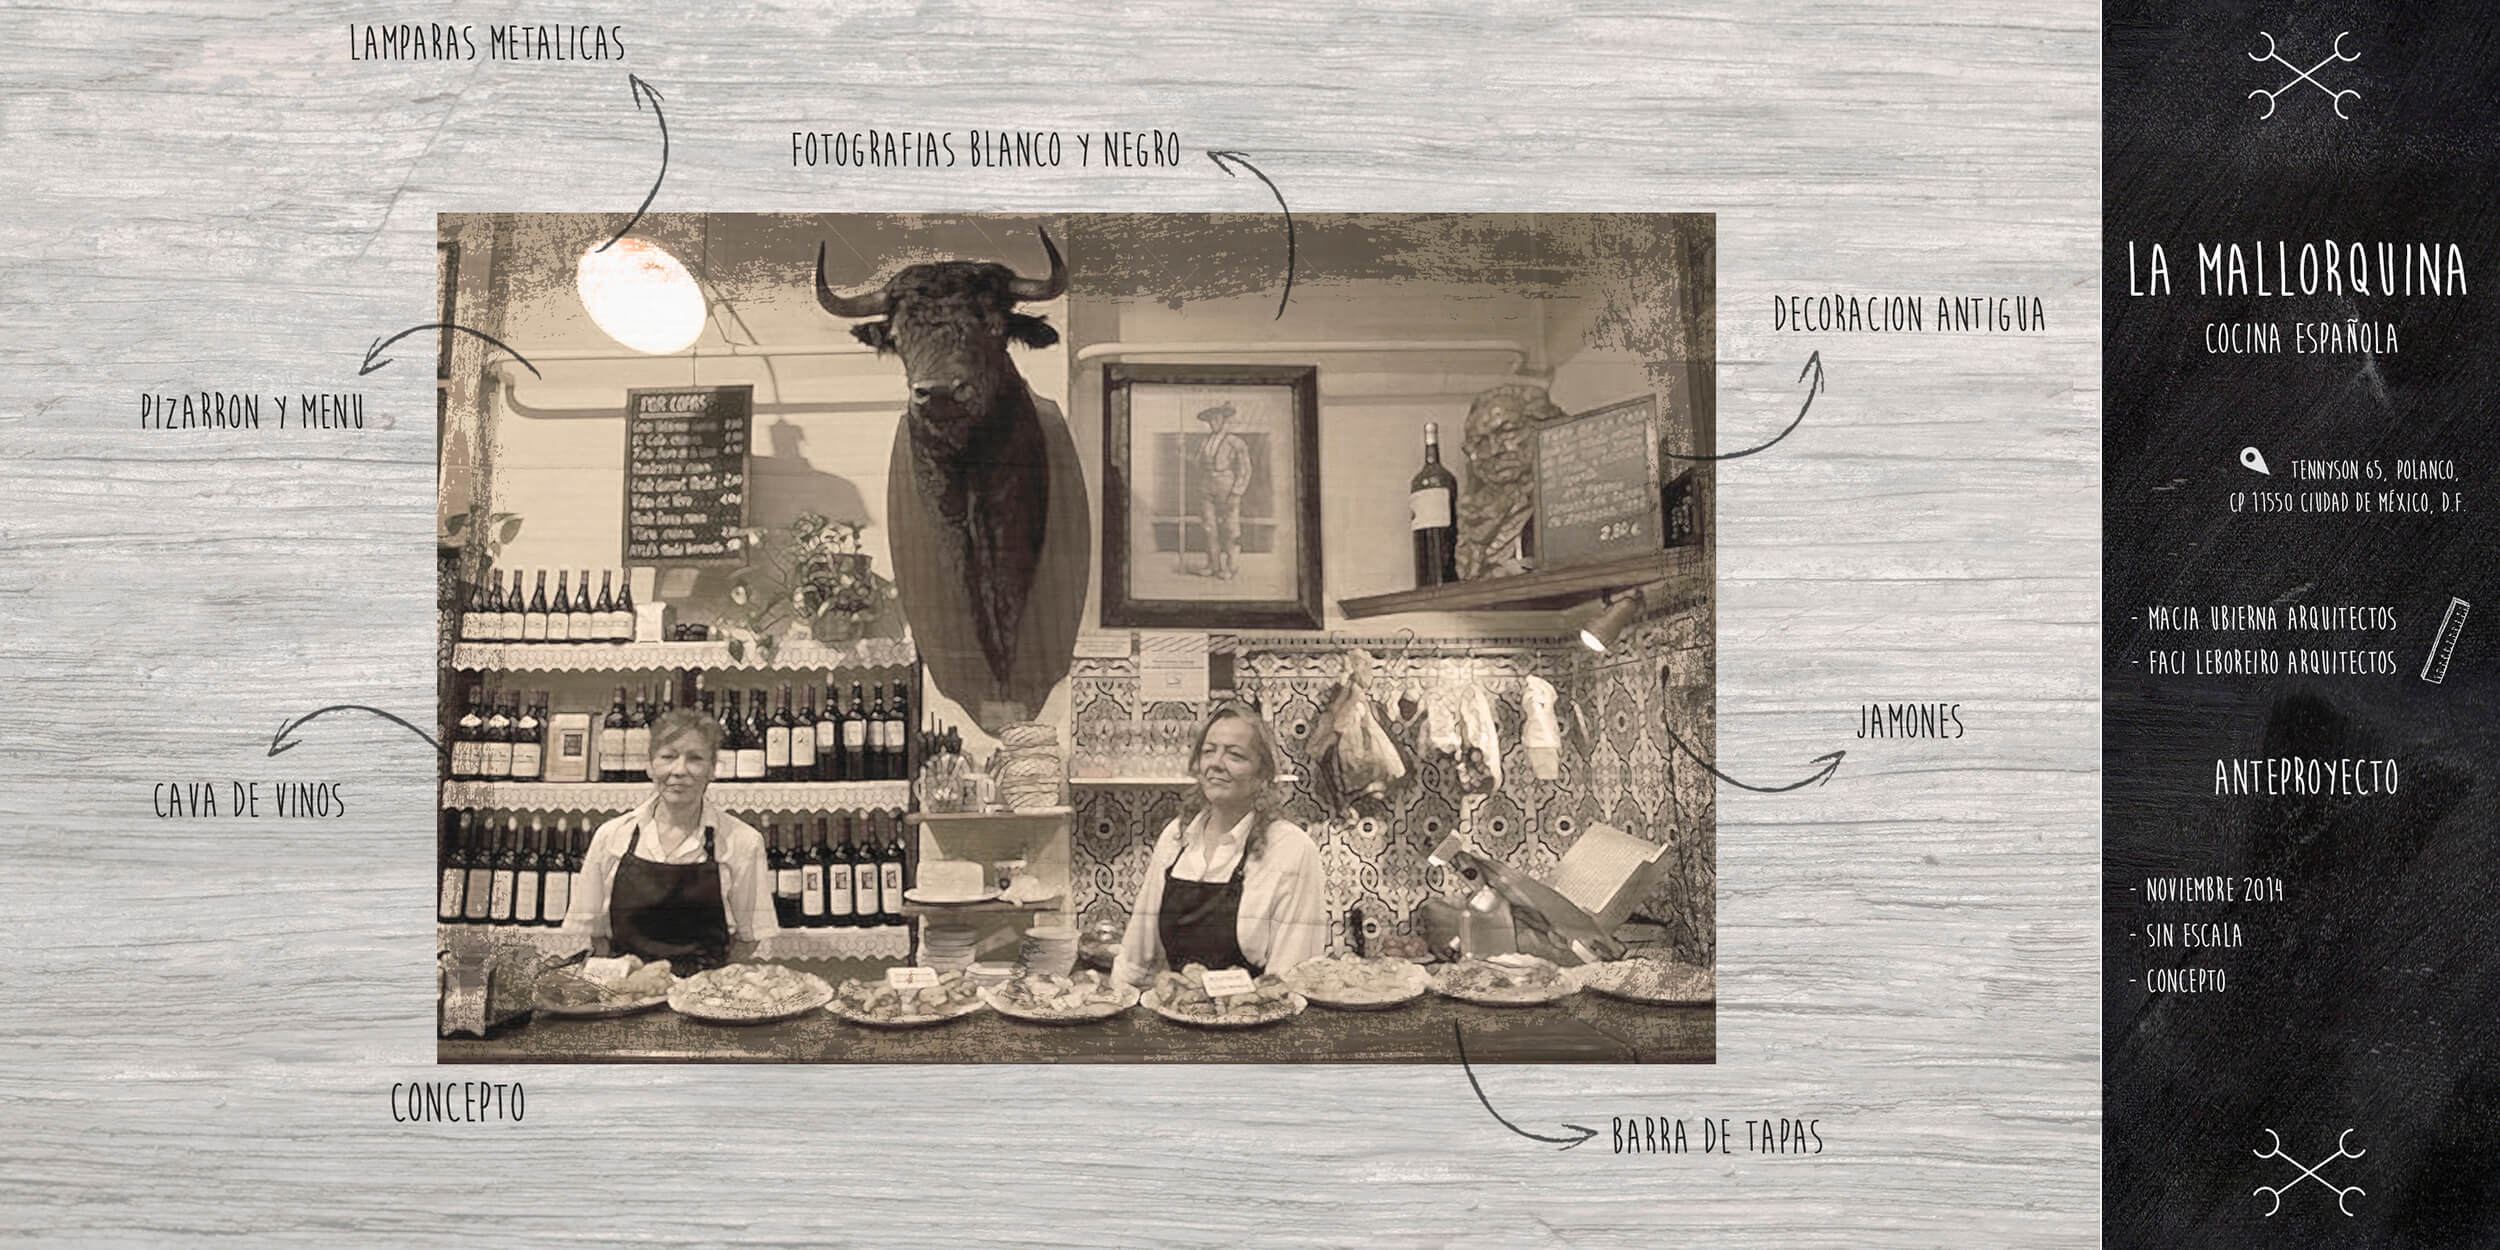 LAMPARAS METALICAS
FOTOGRAFIAS BLANCO Y NEGRO
DECORACION ANTIGUA
PIZARRON Y MENU
JAMONES
CAVA DE VINOS
CONCEPTO
BARRA DE TAPAS
POR COPAS
2,80€
LA MALLORQUINA
COCINA ESPAÑOLA
TENNYSON 65, POLANCO,
CP 11550 CIUDAD DE MÉXICO, D.F.
- MACIA UBIERNA ARQUITECTOS
- FACI LEBOREIRO ARQUITECTOS
ANTEPROYECTO
- NOVIEMBRE 2014
- SIN ESCALA
- CONCEPTO